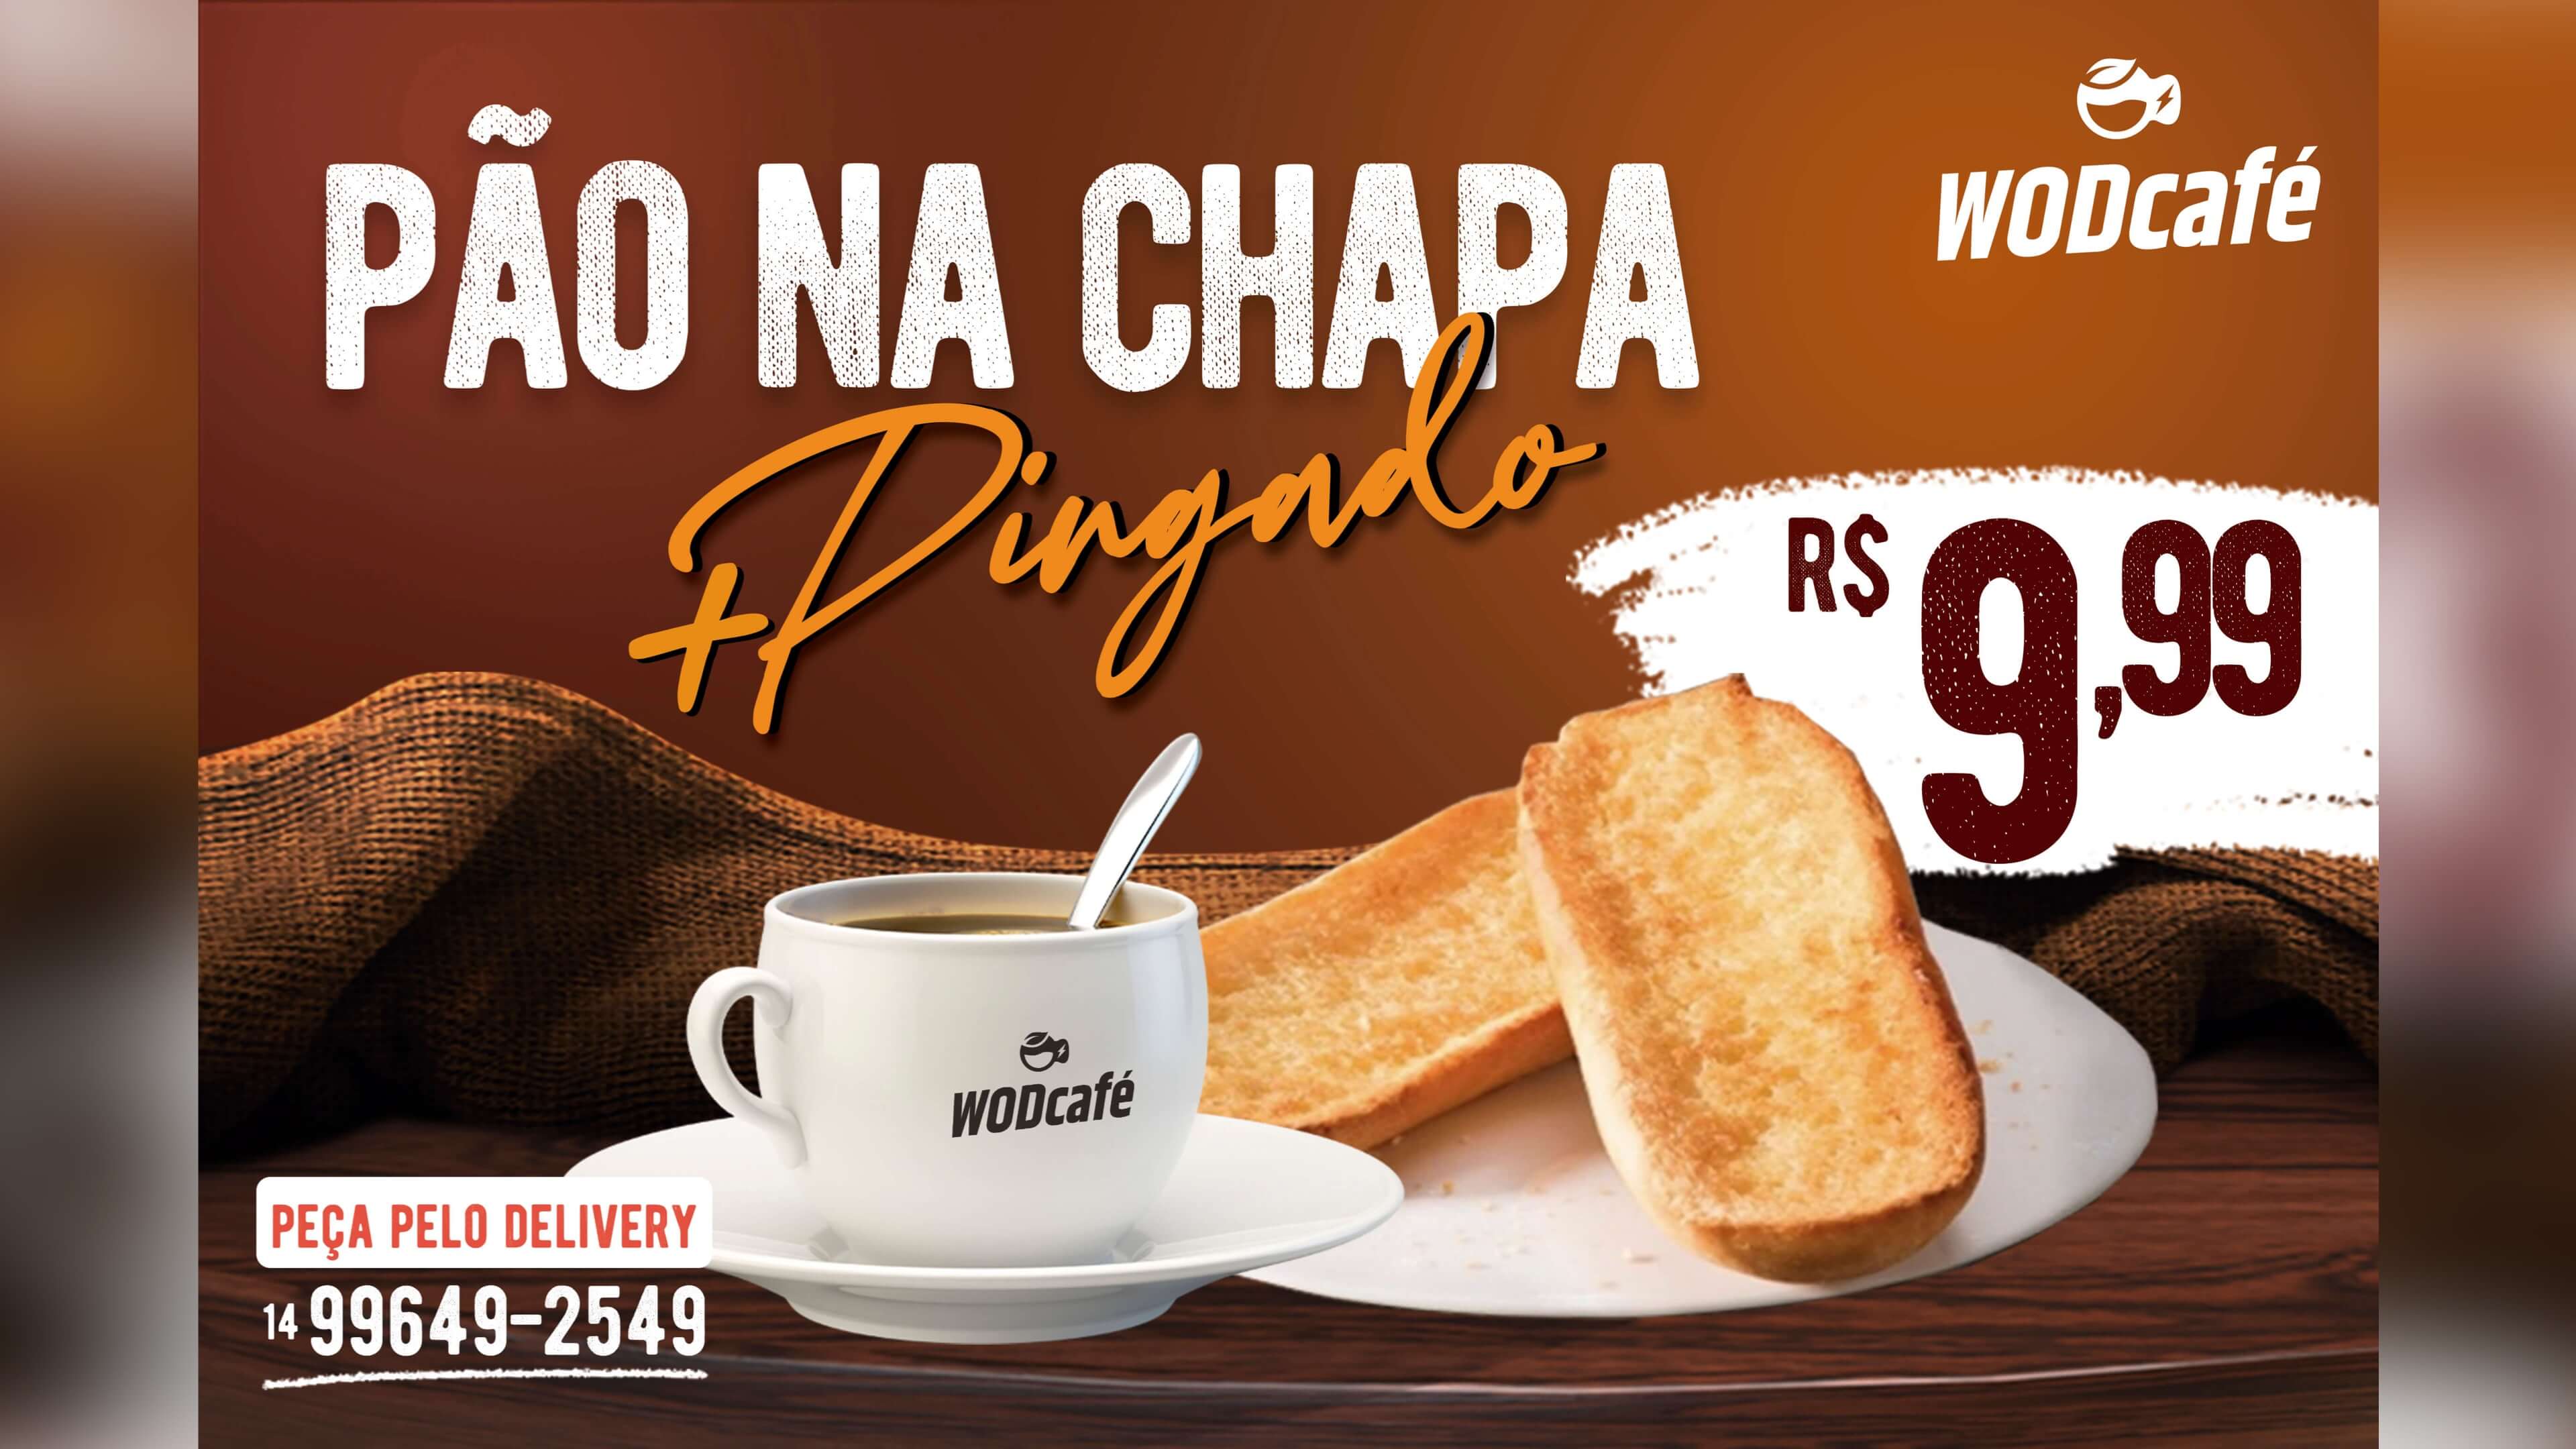 PÃO NA CHAPA
+Pingado
WODcafé
R$ 9,99
WODcafé
PEÇA PELO DELIVERY
14 99649-2549